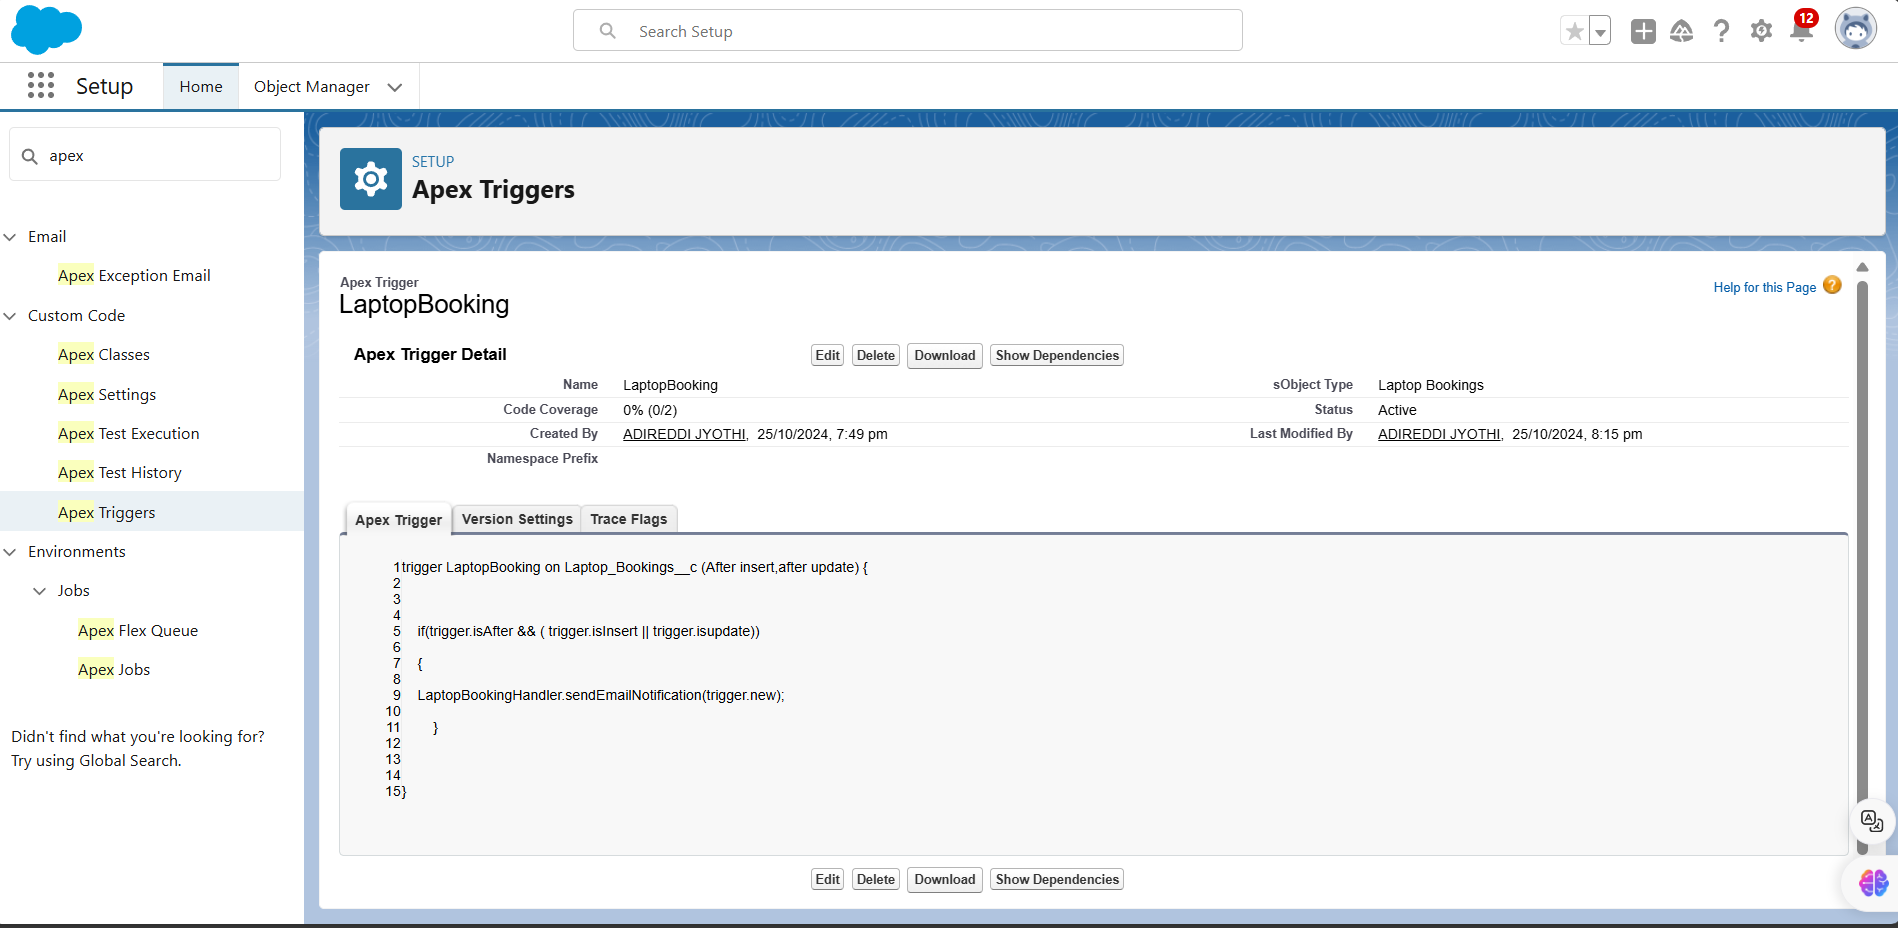 Search Setup
12
Setup
Home
Object Manager
apex
Email
Apex Exception Email
Custom Code
Apex Classes
Apex Settings
Apex Test Execution
Apex Test History
Apex Triggers
Environments
Jobs
Apex Flex Queue
Apex Jobs
Didn't find what you're looking for?
Try using Global Search.
SETUP
Apex Triggers
Apex Trigger
LaptopBooking
Help for this Page ?
Apex Trigger Detail
Edit Delete Download Show Dependencies
Name LaptopBooking sObject Type Laptop Bookings
Code Coverage 0% (0/2) Status Active
Created By ADIREDDI JYOTHI, 25/10/2024, 7:49 pm Last Modified By ADIREDDI JYOTHI, 25/10/2024, 8:15 pm
Namespace Prefix
Apex Trigger Version Settings Trace Flags
1trigger LaptopBooking on Laptop_Bookings__c (After insert,after update) {
2
3
4
5 if(trigger.isAfter && ( trigger.isInsert || trigger.isupdate))
6
7 {
8
9 LaptopBookingHandler.sendEmailNotification(trigger.new);
10
11 }
12
13
14
15}
Edit Delete Download Show Dependencies